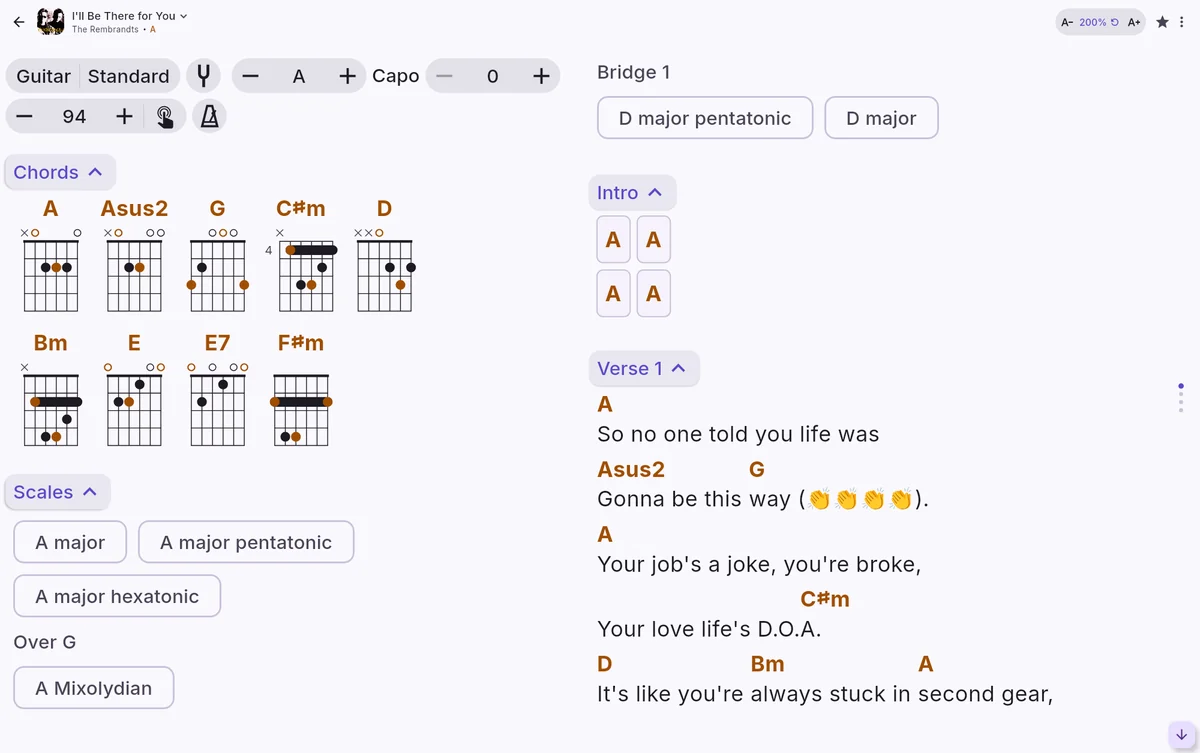 I'll Be There for You
The Rembrandts • A
A- 200% A+
Guitar Standard
− A +
Capo − 0 +
− 94 +
Chords
A Asus2 G C♯m D
x x x xx
4
Bm E E7 F♯m
x
Scales
A major A major pentatonic
A major hexatonic
Over G
A Mixolydian
Bridge 1
D major pentatonic D major
Intro
A A
A A
Verse 1
A
So no one told you life was
Asus2 G
Gonna be this way (👏👏👏👏).
A
Your job's a joke, you're broke,
C♯m
Your love life's D.O.A.
D Bm A
It's like you're always stuck in second gear,